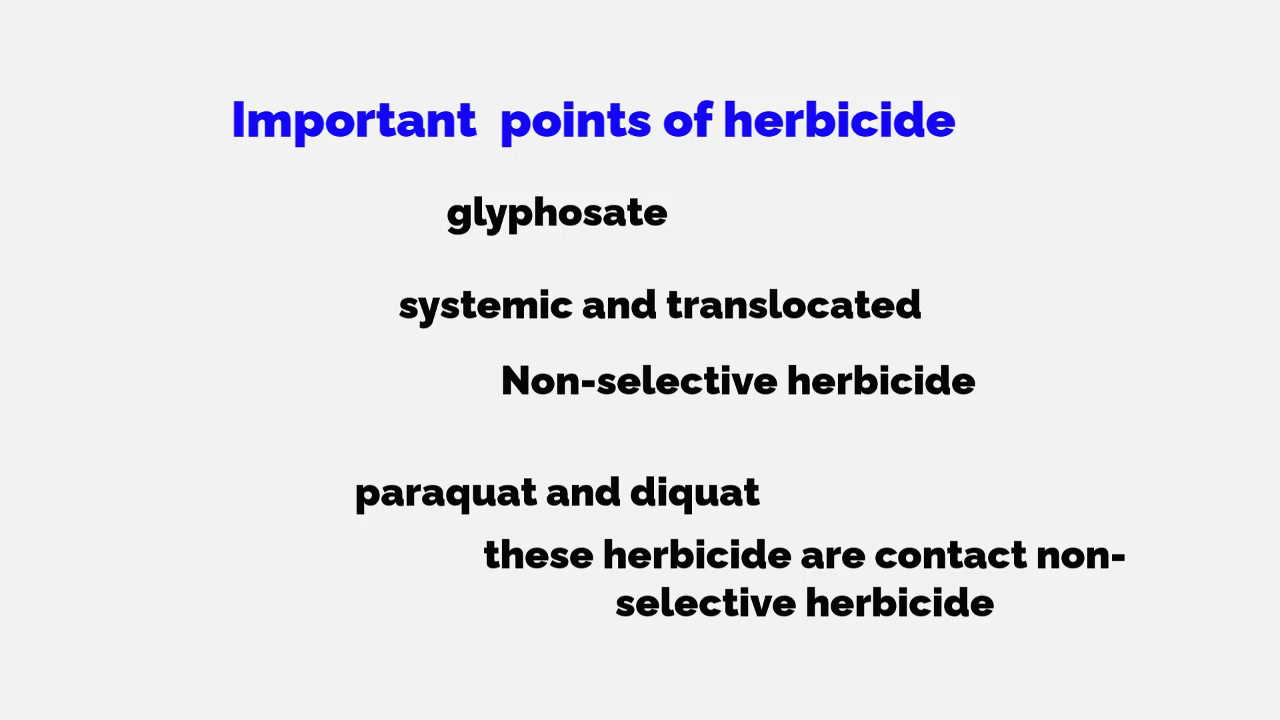 Important points of herbicide
glyphosate
systemic and translocated
Non-selective herbicide
paraquat and diquat
these herbicide are contact non-
selective herbicide